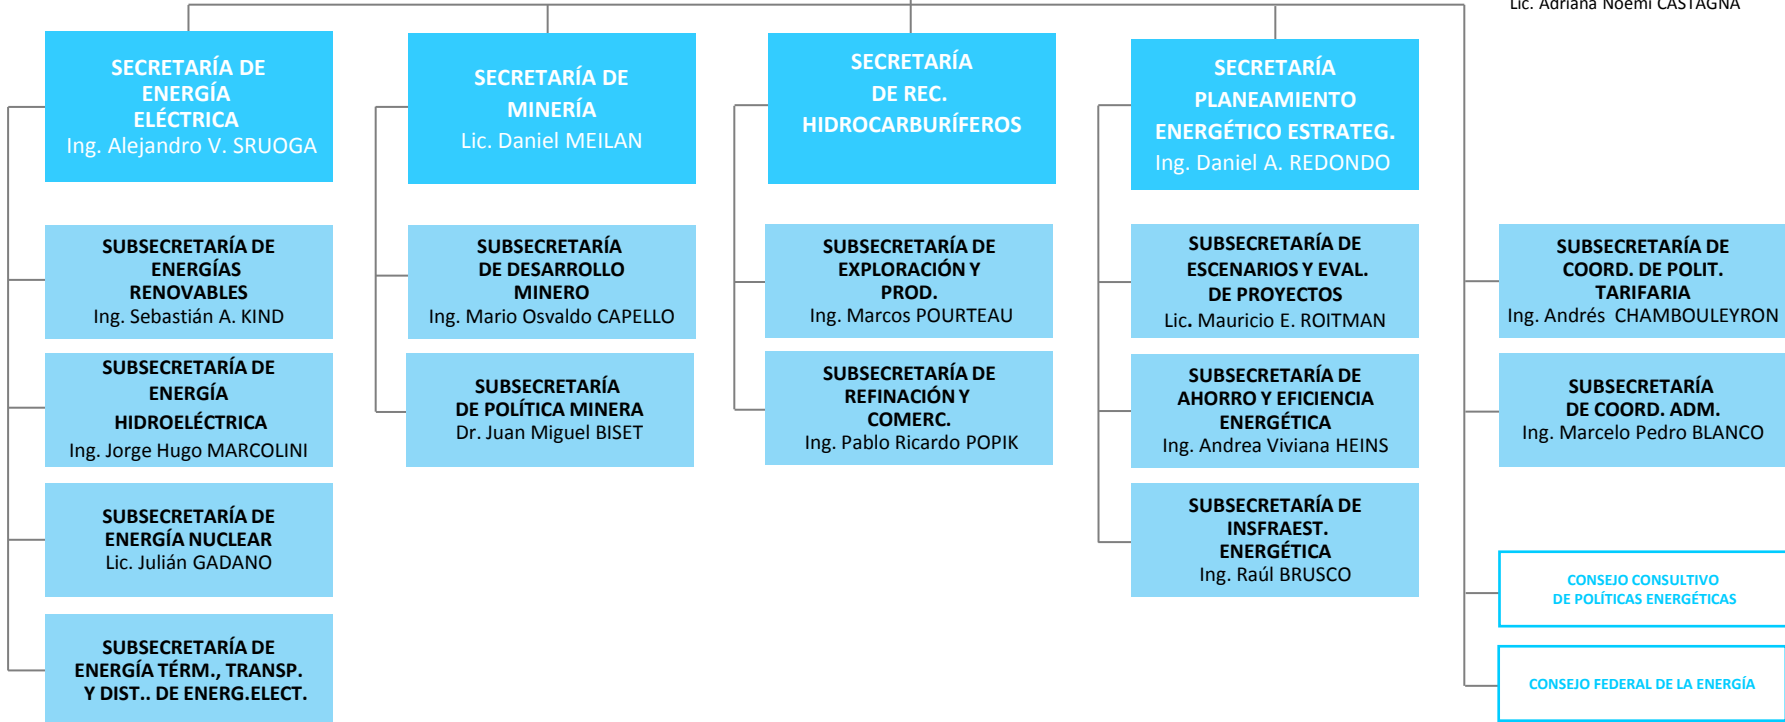 Lic. Adriana Noemí CASTAGNA
SECRETARÍA DE
ENERGÍA
ELÉCTRICA
Ing. Alejandro V. SRUOGA
SECRETARÍA DE
MINERÍA
Lic. Daniel MEILAN
SECRETARÍA
DE REC.
HIDROCARBURÍFEROS
SECRETARÍA
PLANEAMIENTO
ENERGÉTICO ESTRATEG.
Ing. Daniel A. REDONDO
SUBSECRETARÍA DE
ENERGÍAS
RENOVABLES
Ing. Sebastián A. KIND
SUBSECRETARÍA
DE DESARROLLO
MINERO
Ing. Mario Osvaldo CAPELLO
SUBSECRETARÍA DE
EXPLORACIÓN Y
PROD.
Ing. Marcos POURTEAU
SUBSECRETARÍA DE
ESCENARIOS Y EVAL.
DE PROYECTOS
Lic. Mauricio E. ROITMAN
SUBSECRETARÍA DE
COORD. DE POLIT.
TARIFARIA
Ing. Andrés CHAMBOULEYRON
SUBSECRETARÍA DE
ENERGÍA
HIDROELÉCTRICA
Ing. Jorge Hugo MARCOLINI
SUBSECRETARÍA
DE POLÍTICA MINERA
Dr. Juan Miguel BISET
SUBSECRETARÍA DE
REFINACIÓN Y
COMERC.
Ing. Pablo Ricardo POPIK
SUBSECRETARÍA DE
AHORRO Y EFICIENCIA
ENERGÉTICA
Ing. Andrea Viviana HEINS
SUBSECRETARÍA
DE COORD. ADM.
Ing. Marcelo Pedro BLANCO
SUBSECRETARÍA DE
ENERGÍA NUCLEAR
Lic. Julián GADANO
SUBSECRETARÍA DE
INSFRAEST.
ENERGÉTICA
Ing. Raúl BRUSCO
CONSEJO CONSULTIVO
DE POLÍTICAS ENERGÉTICAS
SUBSECRETARÍA DE
ENERGÍA TÉRM., TRANSP.
Y DIST.. DE ENERG.ELECT.
CONSEJO FEDERAL DE LA ENERGÍA